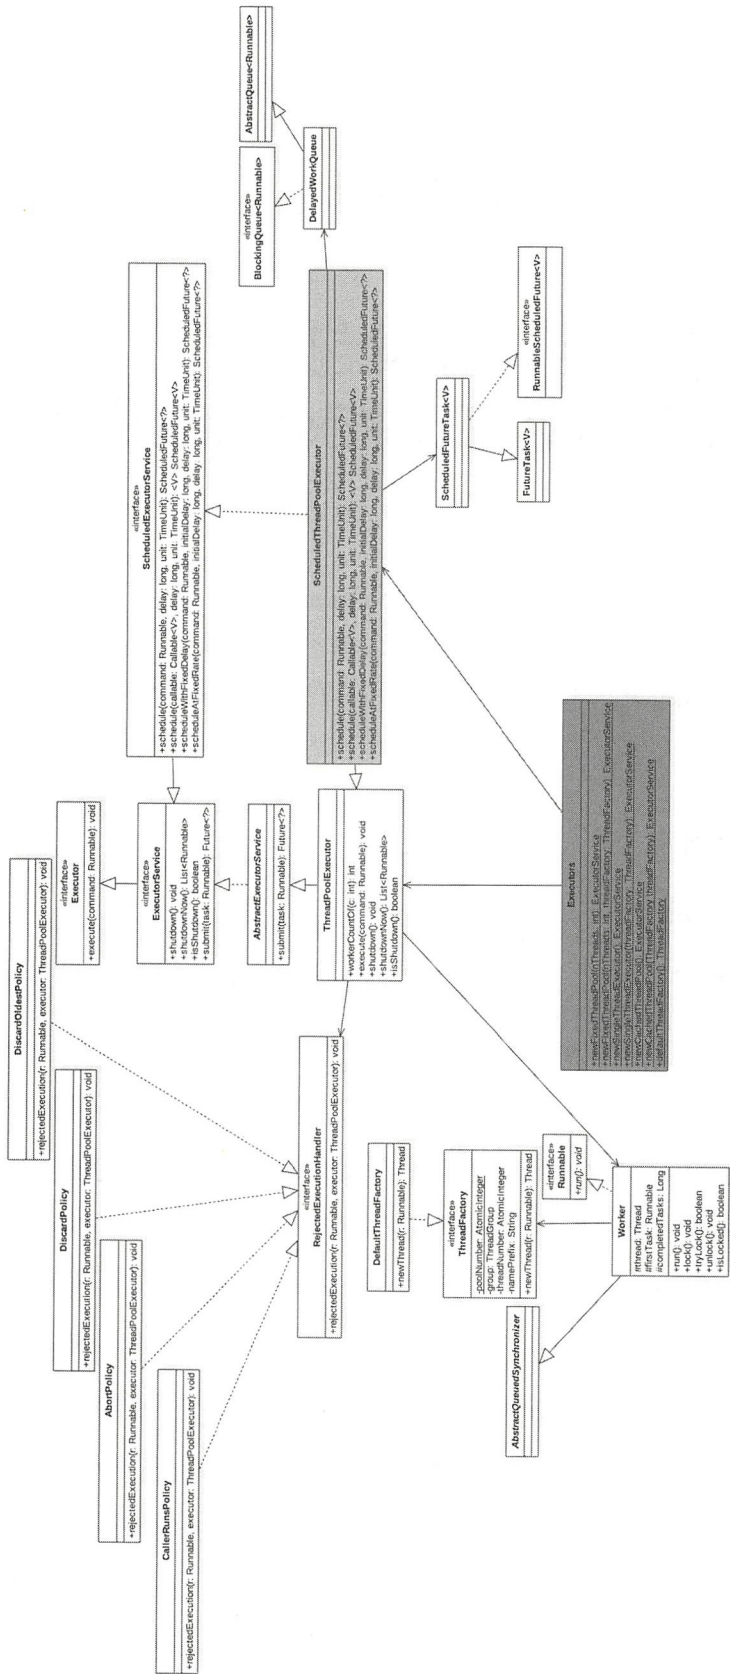 DiscardOldestPolicy
+rejectedExecution(r: Runnable, executor: ThreadPoolExecutor): void
DiscardPolicy
+rejectedExecution(r: Runnable, executor: ThreadPoolExecutor): void
AbortPolicy
+rejectedExecution(r: Runnable, executor: ThreadPoolExecutor): void
CallerRunsPolicy
+rejectedExecution(r: Runnable, executor: ThreadPoolExecutor): void
«interface»
RejectedExecutionHandler
+rejectedExecution(r: Runnable, executor: ThreadPoolExecutor): void
«interface»
Executor
+execute(command: Runnable): void
«interface»
ExecutorService
+shutdown(): void
+shutdownNow(): List<Runnable>
+isShutdown(): boolean
+submit(task: Runnable): Future<?>
AbstractExecutorService
+submit(task: Runnable): Future<?>
ThreadPoolExecutor
+workerCountOf(c: int): int
+execute(command: Runnable): void
+shutdown(): void
+shutdownNow(): List<Runnable>
+isShutdown(): boolean
«interface»
ScheduledExecutorService
+schedule(command: Runnable, delay: long, unit: TimeUnit): ScheduledFuture<?>
+schedule(callable: Callable<V>, delay: long, unit: TimeUnit): <V> ScheduledFuture<V>
+scheduleWithFixedDelay(command: Runnable, initialDelay: long, delay: long, unit: TimeUnit): ScheduledFuture<?>
+scheduleAtFixedRate(command: Runnable, initialDelay: long, delay: long, unit: TimeUnit): ScheduledFuture<?>
ScheduledThreadPoolExecutor
+schedule(command: Runnable, delay: long, unit: TimeUnit): ScheduledFuture<?>
+schedule(callable: Callable<V>, delay: long, unit: TimeUnit): <V> ScheduledFuture<V>
+scheduleWithFixedDelay(command: Runnable, initialDelay: long, delay: long, unit: TimeUnit): ScheduledFuture<?>
+scheduleAtFixedRate(command: Runnable, initialDelay: long, delay: long, unit: TimeUnit): ScheduledFuture<?>
AbstractQueue<Runnable>
«interface»
BlockingQueue<Runnable>
DelayedWorkQueue
ScheduledFutureTask<V>
«interface»
RunnableScheduledFuture<V>
FutureTask<V>
DefaultThreadFactory
+newThread(r: Runnable): Thread
«interface»
ThreadFactory
-poolNumber: AtomicInteger
-group: ThreadGroup
-threadNumber: AtomicInteger
-namePrefix: String
+newThread(r: Runnable): Thread
«interface»
Runnable
+run(): void
AbstractQueuedSynchronizer
Worker
#thread: Thread
#firstTask: Runnable
#completedTasks: Long
+run(): void
+lock(): void
+tryLock(): boolean
+unlock(): void
+isLocked(): boolean
Executors
+newFixedThreadPool(nThreads: int): ExecutorService
+newFixedThreadPool(nThreads: int, threadFactory: ThreadFactory): ExecutorService
+newSingleThreadExecutor(): ExecutorService
+newSingleThreadExecutor(threadFactory: ThreadFactory): ExecutorService
+newCachedThreadPool(): ExecutorService
+newCachedThreadPool(ThreadFactory threadFactory): ExecutorService
+defaultThreadFactory(): ThreadFactory